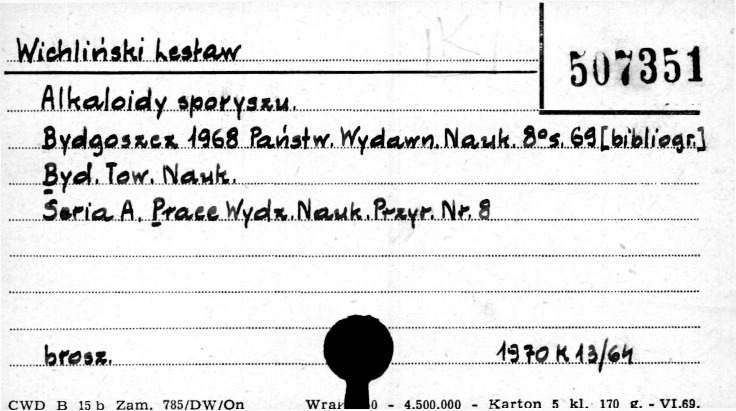 Wichliński Lesław
507351
Alkaloidy sporyszu.
Bydgoszcz 1968 Państw. Wydawn. Nauk. 8° s. 69 [bibliogr.]
Byd. Tow. Nauk.
Seria A. Prace Wydz. Nauk. Przyr. Nr. 8
brosz. 1970 K 13/64
CWD B 15 b Zam. 785/DW/On - 4.500.000 - Karton 5 kl. 170 g. - VI.69.